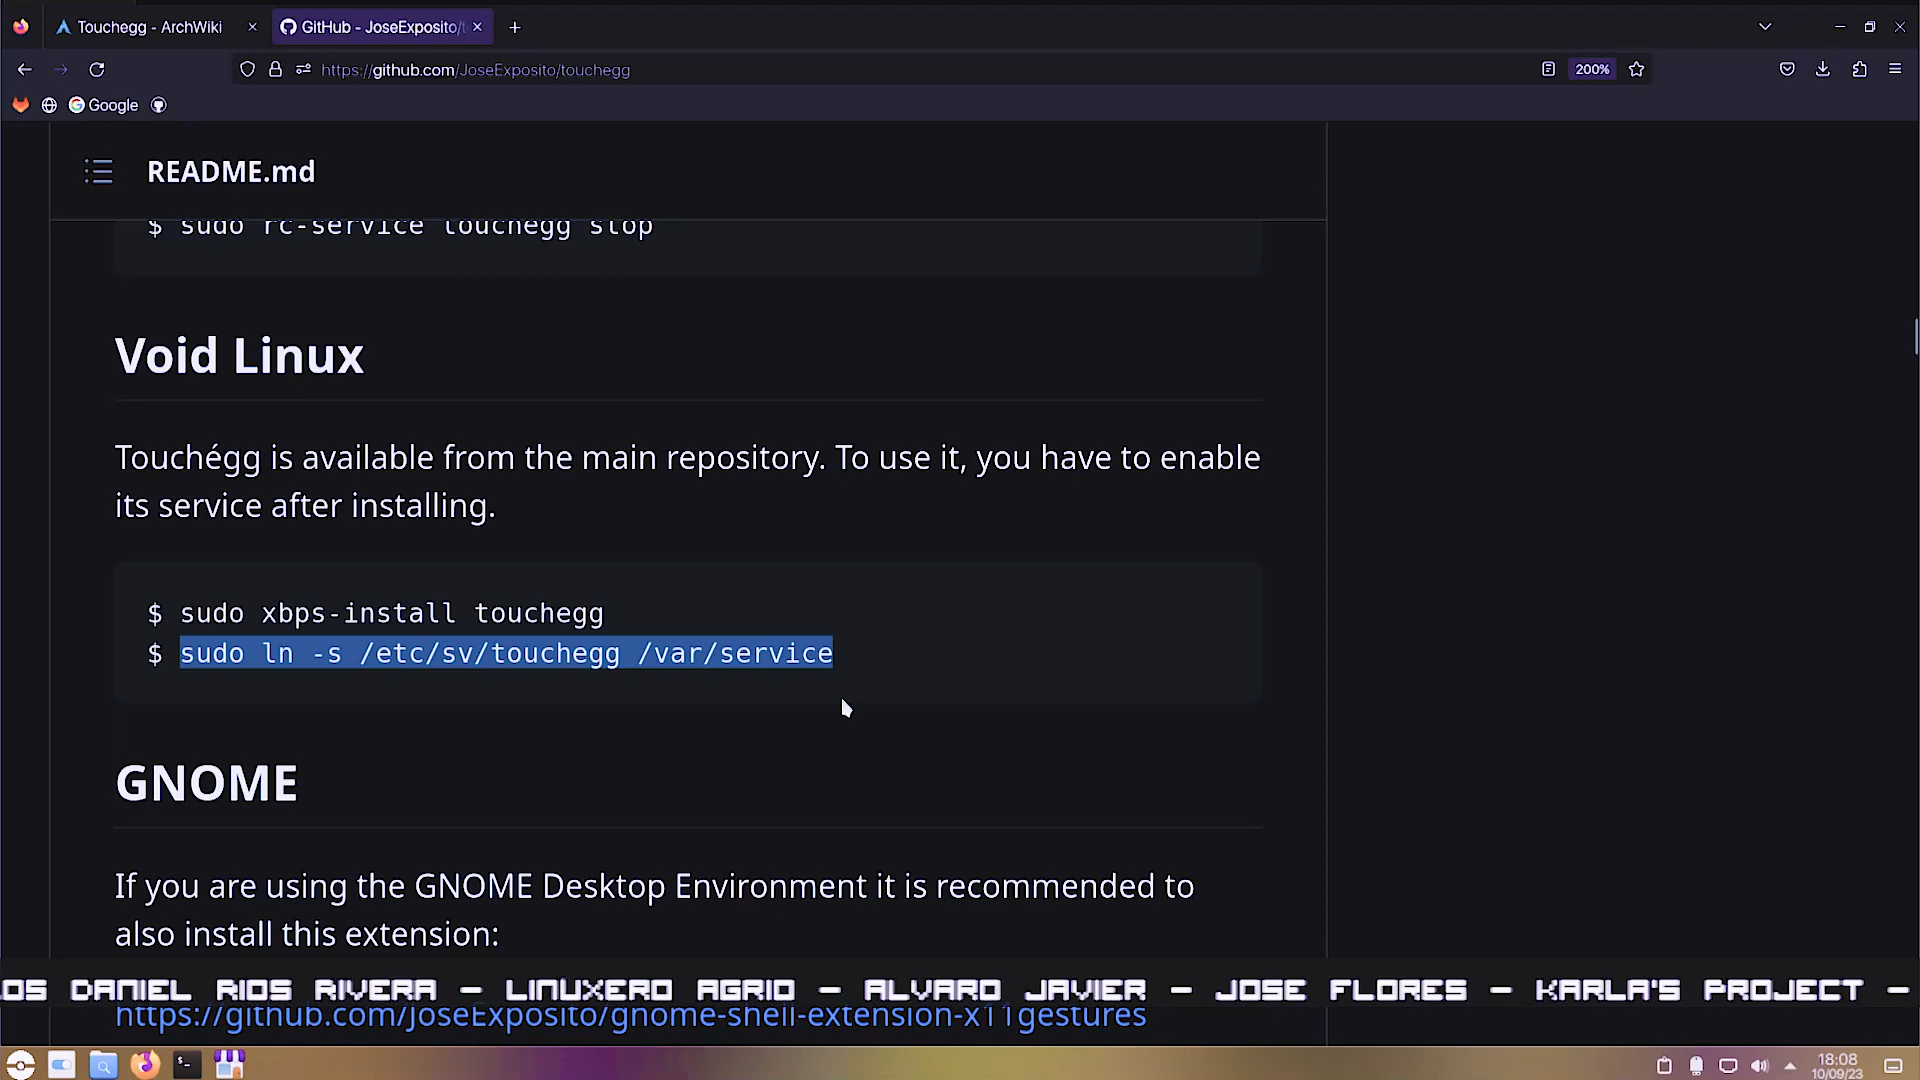 Touchegg - ArchWiki
GitHub - JoseExposito/t
https://github.com/JoseExposito/touchegg
200%
Google
README.md
$ sudo rc-service touchegg stop
Void Linux
Touchégg is available from the main repository. To use it, you have to enable
its service after installing.
$ sudo xbps-install touchegg
$ sudo ln -s /etc/sv/touchegg /var/service
GNOME
If you are using the GNOME Desktop Environment it is recommended to
also install this extension:
OS DANIEL RIOS RIVERA - LINUXERO AGRIO - ALVARO JAVIER - JOSE FLORES - KARLA'S PROJECT -
https://github.com/JoseExposito/gnome-shell-extension-x11gestures
18:08
10/09/23